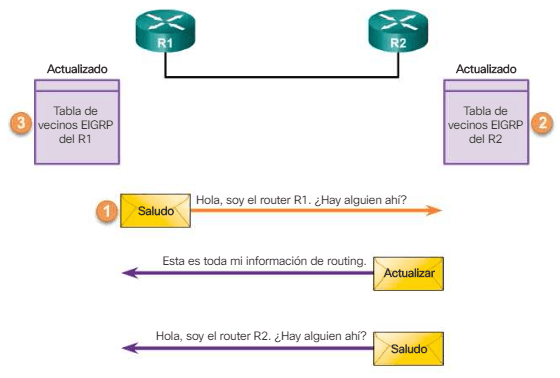 R1
R2
Actualizado
Actualizado
3
Tabla de
vecinos EIGRP
del R1
Tabla de
vecinos EIGRP
del R2
2
1
Saludo
Hola, soy el router R1. ¿Hay alguien ahí?
Esta es toda mi información de routing.
Actualizar
Hola, soy el router R2. ¿Hay alguien ahí?
Saludo